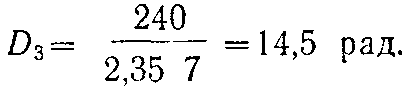 D₃ = 240 / 2,35 7 = 14,5 рад.